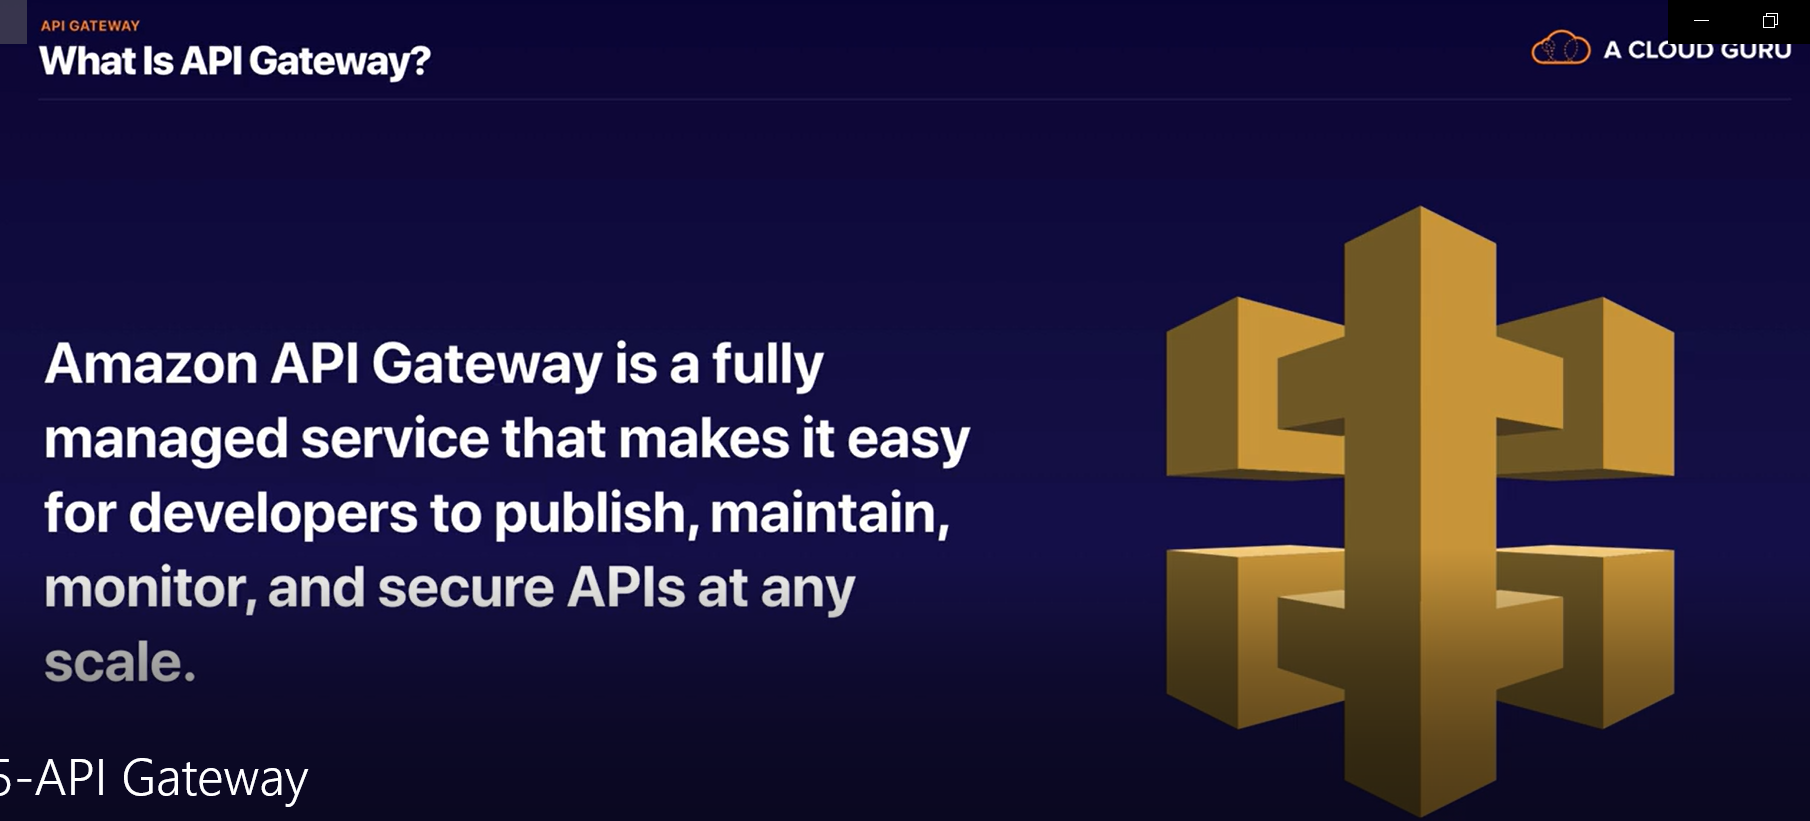 API GATEWAY
What Is API Gateway?
A CLOUD GURU
Amazon API Gateway is a fully
managed service that makes it easy
for developers to publish, maintain,
monitor, and secure APIs at any
scale.
5-API Gateway